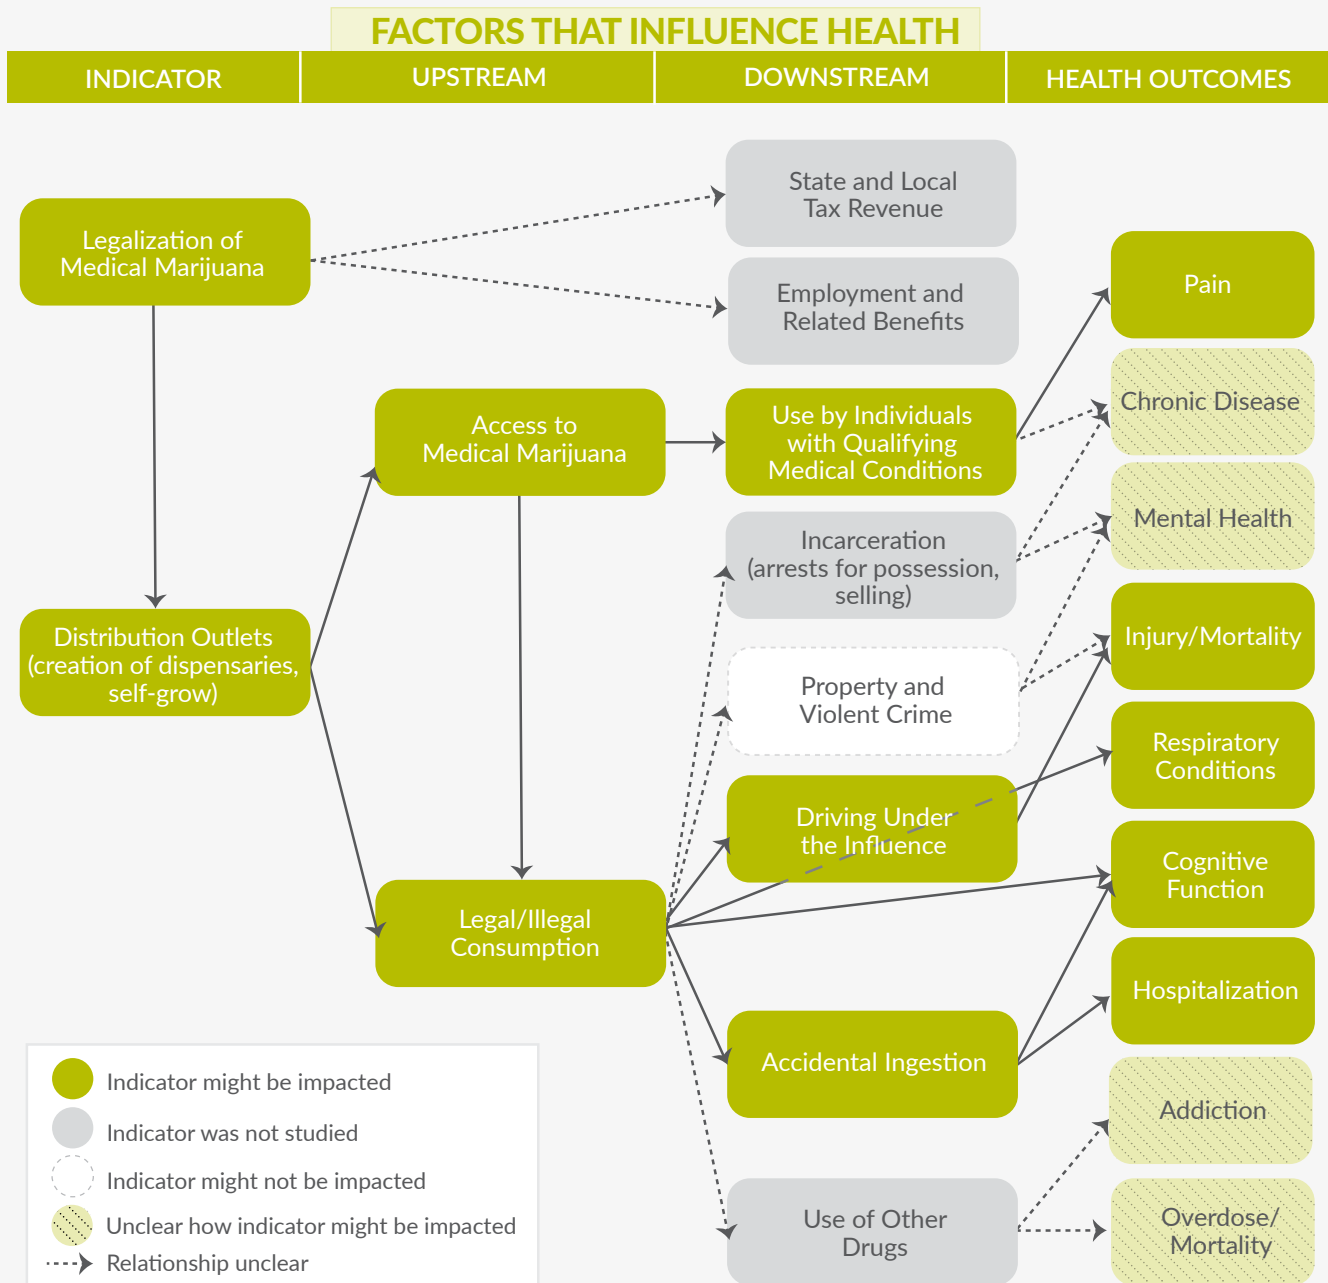 FACTORS THAT INFLUENCE HEALTH
INDICATOR
UPSTREAM
DOWNSTREAM
HEALTH OUTCOMES
Legalization of
Medical Marijuana
Distribution Outlets
(creation of dispensaries,
self-grow)
Access to
Medical Marijuana
Legal/Illegal
Consumption
State and Local
Tax Revenue
Employment and
Related Benefits
Use by Individuals
with Qualifying
Medical Conditions
Incarceration
(arrests for possession,
selling)
Property and
Violent Crime
Driving Under
the Influence
Accidental Ingestion
Use of Other
Drugs
Pain
Chronic Disease
Mental Health
Injury/Mortality
Respiratory
Conditions
Cognitive
Function
Hospitalization
Addiction
Overdose/
Mortality
Indicator might be impacted
Indicator was not studied
Indicator might not be impacted
Unclear how indicator might be impacted
Relationship unclear